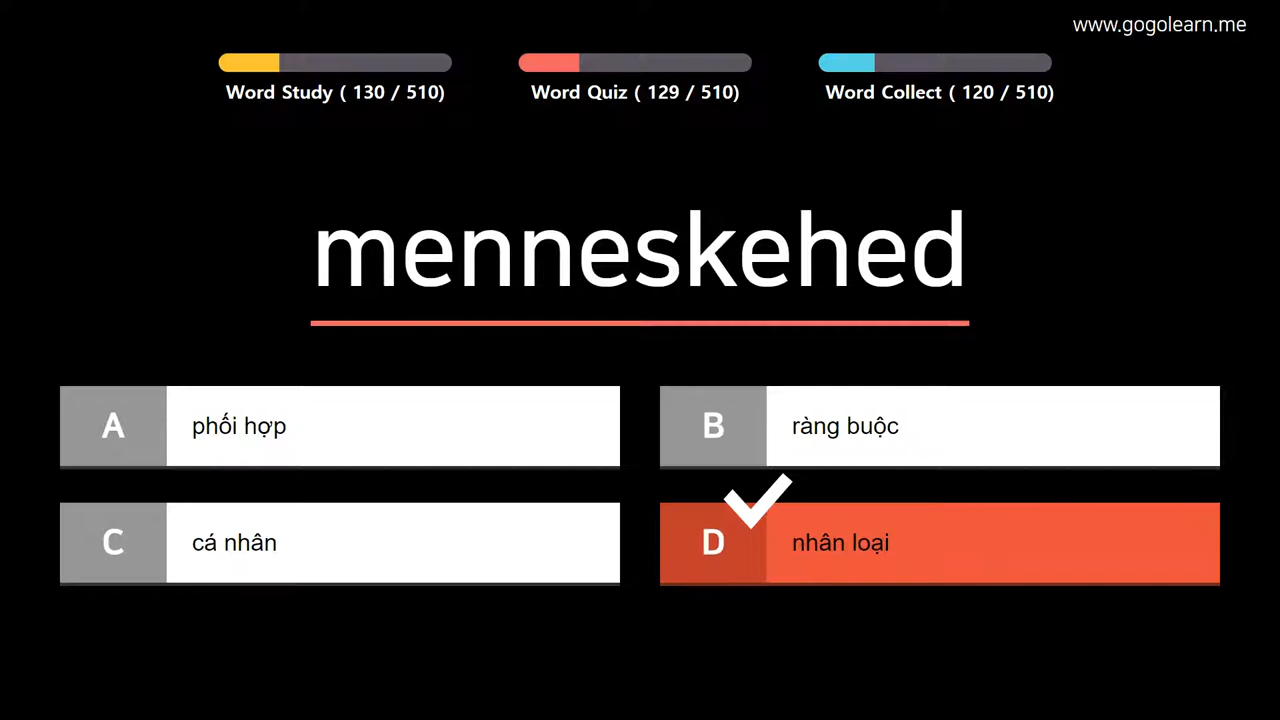 www.gogolearn.me
Word Study ( 130 / 510)
Word Quiz ( 129 / 510)
Word Collect ( 120 / 510)
menneskehed
A phối hợp
B ràng buộc
C cá nhân
D nhân loại